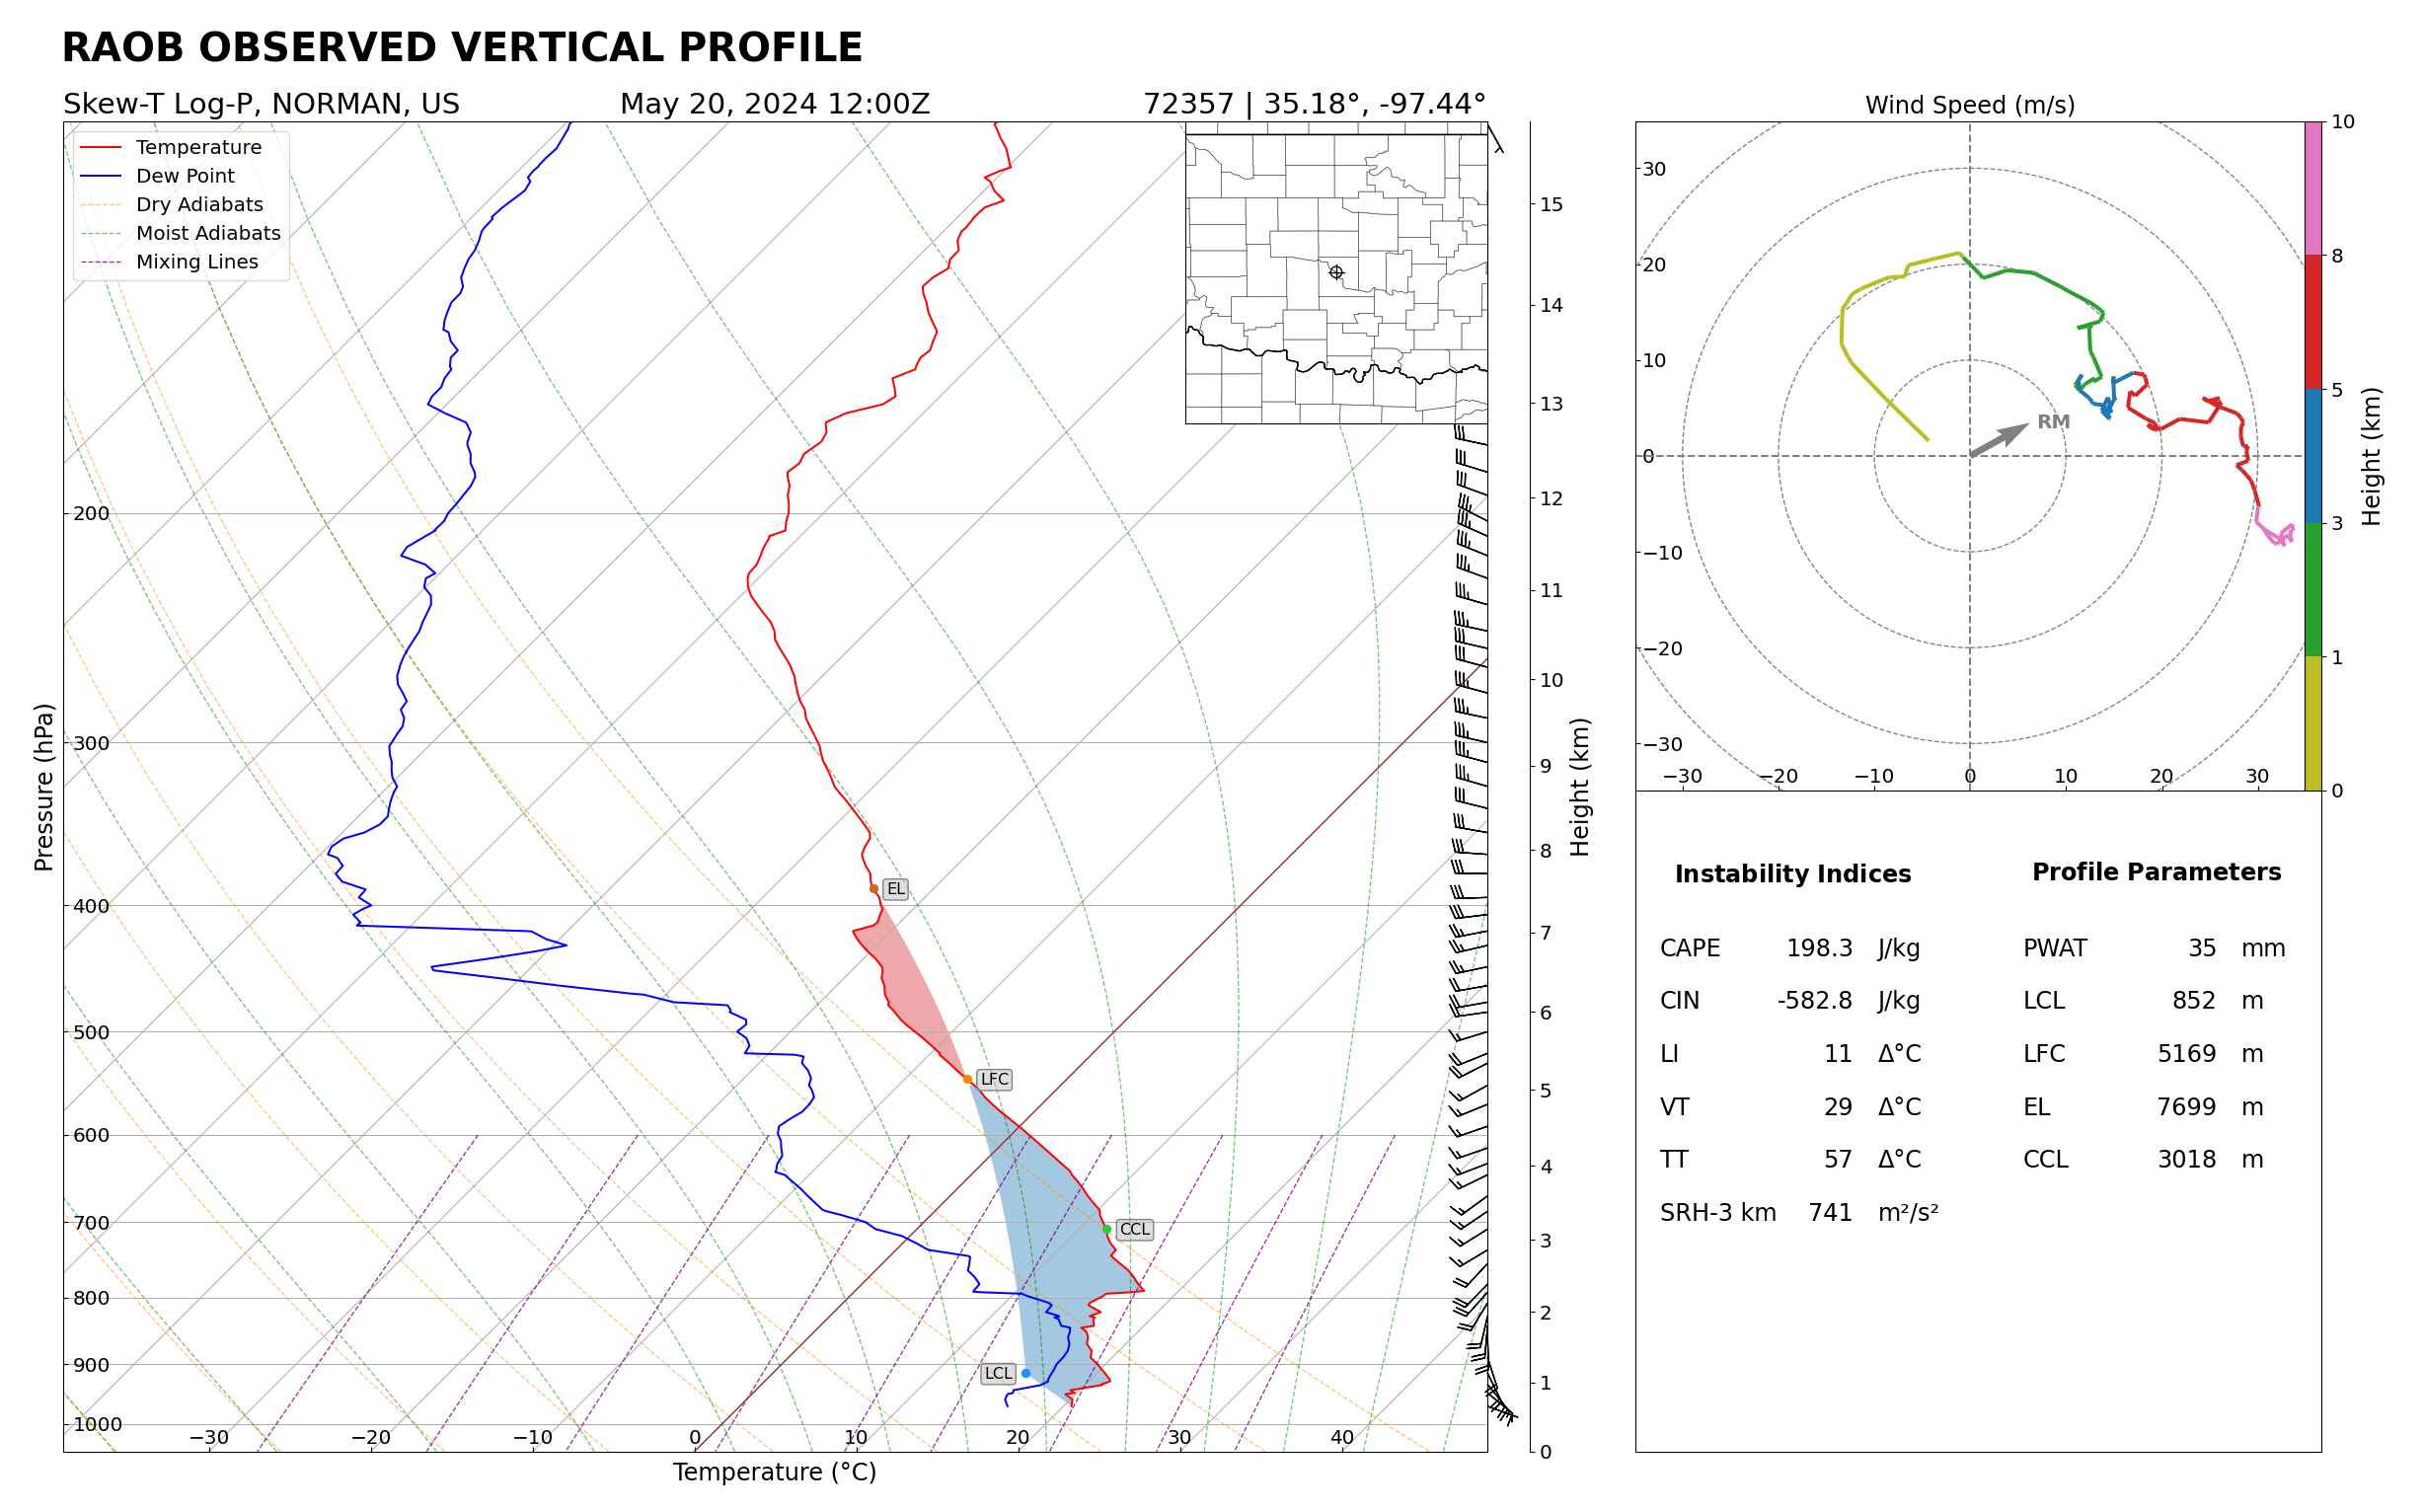 RAOB OBSERVED VERTICAL PROFILE
Skew-T Log-P, NORMAN, US
May 20, 2024 12:00Z
72357 | 35.18°, -97.44°
Temperature
Dew Point
Dry Adiabats
Moist Adiabats
Mixing Lines
Pressure (hPa)
200
300
400
500
600
700
800
900
1000
−30
−20
−10
0
10
20
30
40
Temperature (°C)
EL
LFC
CCL
LCL
15
14
13
12
11
10
9
8
7
6
5
4
3
2
1
0
Height (km)
Wind Speed (m/s)
30
20
10
0
−10
−20
−30
−30
−20
−10
0
10
20
30
RM
10
8
5
3
1
0
Height (km)
Instability Indices
CAPE 198.3 J/kg
CIN -582.8 J/kg
LI 11 Δ°C
VT 29 Δ°C
TT 57 Δ°C
SRH-3 km 741 m²/s²
Profile Parameters
PWAT 35 mm
LCL 852 m
LFC 5169 m
EL 7699 m
CCL 3018 m